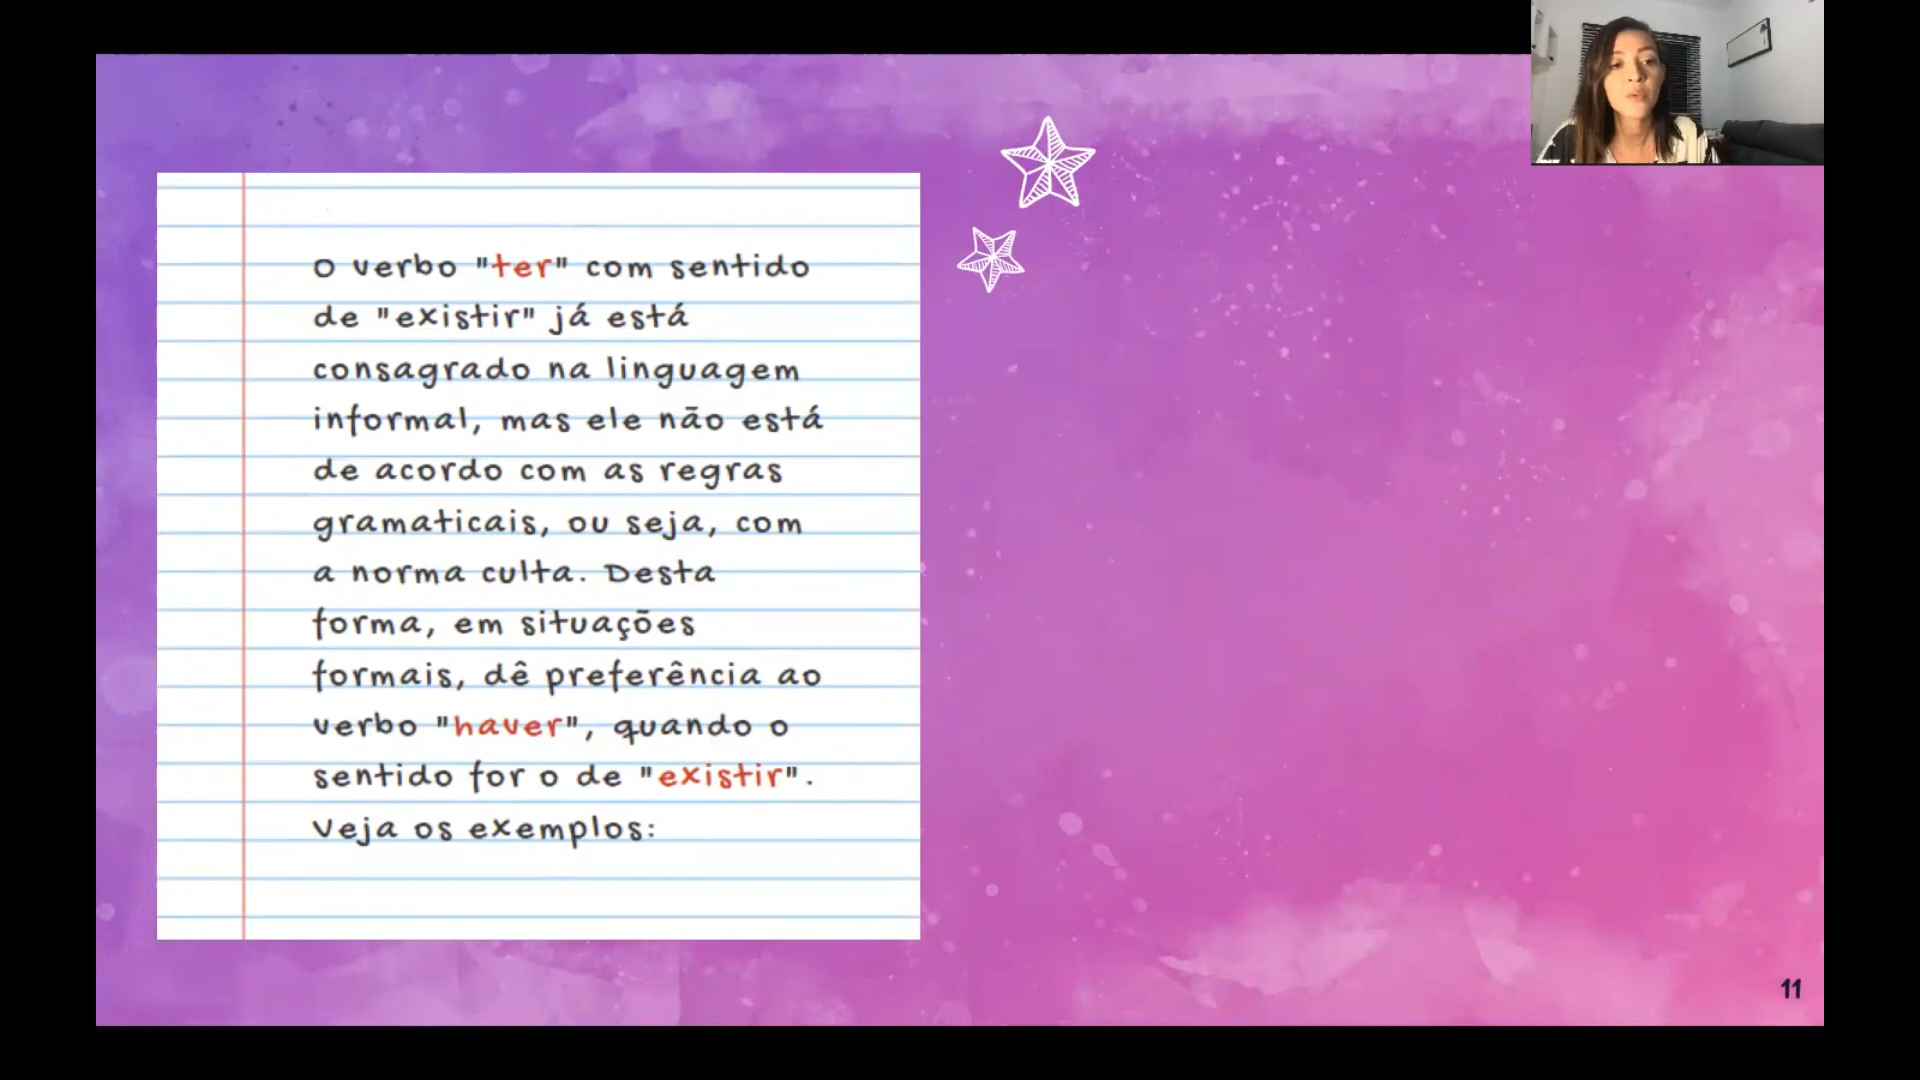 O verbo "ter" com sentido
de "existir" já está
consagrado na linguagem
informal, mas ele não está
de acordo com as regras
gramaticais, ou seja, com
a norma culta. Desta
forma, em situações
formais, dê preferência ao
verbo "haver", quando o
sentido for o de "existir".
Veja os exemplos:
11